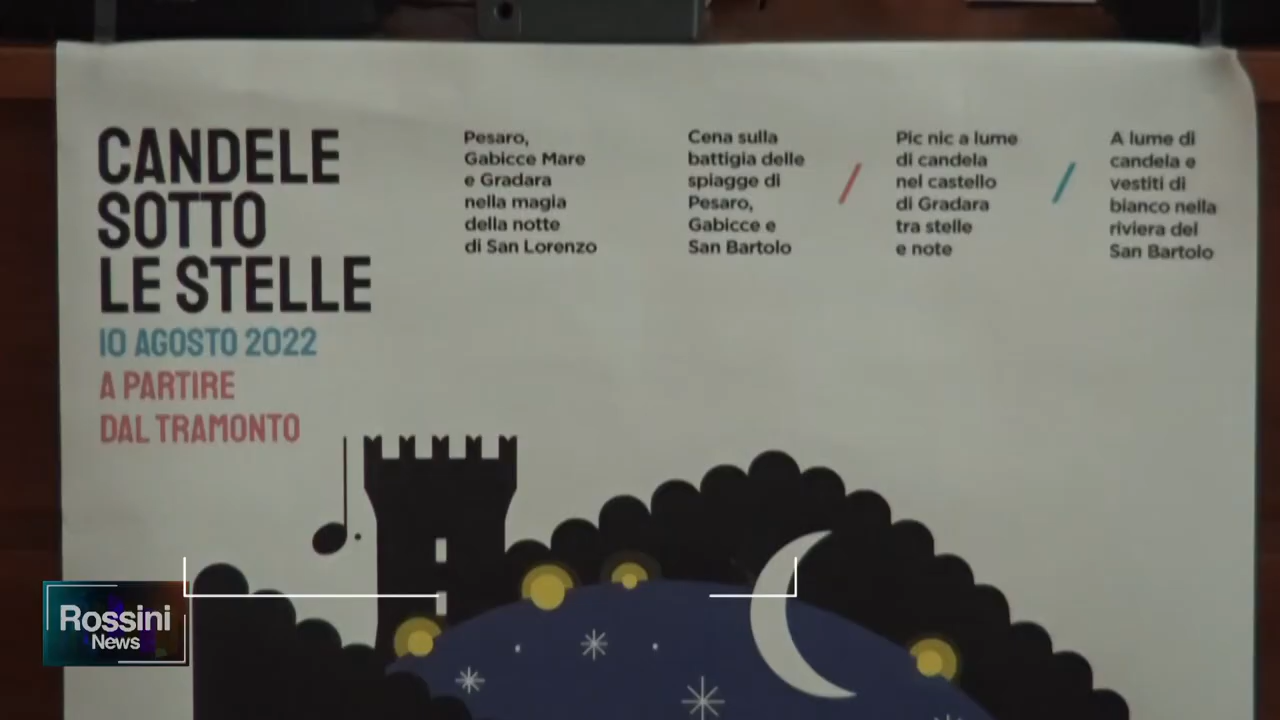 CANDELE
SOTTO
LE STELLE
10 AGOSTO 2022
A PARTIRE
DAL TRAMONTO
Pesaro,
Gabicce Mare
e Gradara
nella magia
della notte
di San Lorenzo
Cena sulla
battigia delle
spiagge di
Pesaro,
Gabicce e
San Bartolo
/
Pic nic a lume
di candela
nel castello
di Gradara
tra stelle
e note
/
A lume di
candela e
vestiti di
bianco nella
riviera del
San Bartolo
Rossini
News